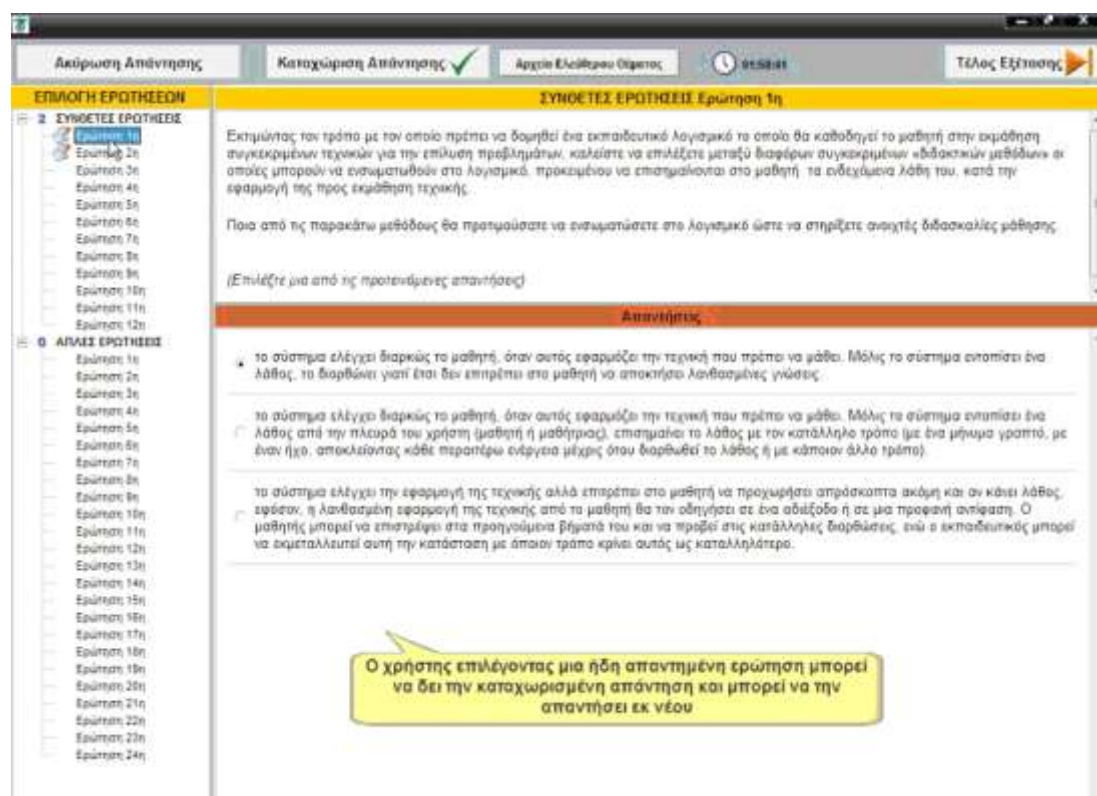 Ακύρωση Απάντησης
Καταχώριση Απάντησης
Αρχείο Ελεύθερου Θέματος
Τέλος Εξέτασης
ΕΠΙΛΟΓΗ ΕΡΩΤΗΣΕΩΝ
2 ΣΥΝΘΕΤΕΣ ΕΡΩΤΗΣΕΙΣ
Ερώτηση 1η
Ερώτηση 2η
Ερώτηση 3η
Ερώτηση 4η
Ερώτηση 5η
Ερώτηση 6η
Ερώτηση 7η
Ερώτηση 8η
Ερώτηση 9η
Ερώτηση 10η
Ερώτηση 11η
Ερώτηση 12η
0 ΑΠΛΕΣ ΕΡΩΤΗΣΕΙΣ
Ερώτηση 1η
Ερώτηση 2η
Ερώτηση 3η
Ερώτηση 4η
Ερώτηση 5η
Ερώτηση 6η
Ερώτηση 7η
Ερώτηση 8η
Ερώτηση 9η
Ερώτηση 10η
Ερώτηση 11η
Ερώτηση 12η
Ερώτηση 13η
Ερώτηση 14η
Ερώτηση 15η
Ερώτηση 16η
Ερώτηση 17η
Ερώτηση 18η
Ερώτηση 19η
Ερώτηση 20η
Ερώτηση 21η
Ερώτηση 22η
Ερώτηση 23η
Ερώτηση 24η
ΣΥΝΘΕΤΕΣ ΕΡΩΤΗΣΕΙΣ Ερώτηση 1η
Εκτιμώντας τον τρόπο με τον οποίο πρέπει να δομηθεί ένα εκπαιδευτικό λογισμικό το οποίο θα καθοδηγεί το μαθητή στην εκμάθηση
συγκεκριμένων τεχνικών για την επίλυση προβλημάτων, καλείστε να επιλέξετε μεταξύ διαφόρων συγκεκριμένων «διδακτικών μεθόδων» οι
οποίες μπορούν να ενσωματωθούν στο λογισμικό, προκειμένου να επισημαίνονται στο μαθητή τα ενδεχόμενα λάθη του, κατά την
εφαρμογή της προς εκμάθηση τεχνικής.
Ποια από τις παρακάτω μεθόδους θα προτιμούσατε να ενσωματώσετε στο λογισμικό ώστε να στηρίξετε ανοιχτές διδασκαλίες μάθησης.
(Επιλέξτε μια από τις προτεινόμενες απαντήσεις)
Απαντήσεις
το σύστημα ελέγχει διαρκώς το μαθητή, όταν αυτός εφαρμόζει την τεχνική που πρέπει να μάθει. Μόλις το σύστημα εντοπίσει ένα
λάθος, το διορθώνει γιατί έτσι δεν επιτρέπει στο μαθητή να αποκτήσει λανθασμένες γνώσεις.
το σύστημα ελέγχει διαρκώς το μαθητή, όταν αυτός εφαρμόζει την τεχνική που πρέπει να μάθει. Μόλις το σύστημα εντοπίσει ένα
λάθος από την πλευρά του χρήστη (μαθητή ή μαθήτριας), επισημαίνει το λάθος με τον κατάλληλο τρόπο (με ένα μήνυμα γραπτό, με
έναν ήχο, αποκλείοντας κάθε περαιτέρω ενέργεια μέχρις ότου διορθωθεί το λάθος ή με κάποιον άλλο τρόπο).
το σύστημα ελέγχει την εφαρμογή της τεχνικής αλλά επιτρέπει στο μαθητή να προχωρήσει απρόσκοπτα ακόμη και αν κάνει λάθος,
εφόσον, η λανθασμένη εφαρμογή της τεχνικής από το μαθητή θα τον οδηγήσει σε ένα αδιέξοδο ή σε μια προφανή αντίφαση. Ο
μαθητής μπορεί να επιστρέψει στα προηγούμενα βήματά του και να προβεί στις κατάλληλες διορθώσεις, ενώ ο εκπαιδευτικός μπορεί
να εκμεταλλευτεί αυτή την κατάσταση με όποιον τρόπο κρίνει αυτός ως καταλληλότερο.
Ο χρήστης επιλέγοντας μια ήδη απαντημένη ερώτηση μπορεί
να δει την καταχωρισμένη απάντηση και μπορεί να την
απαντήσει εκ νέου